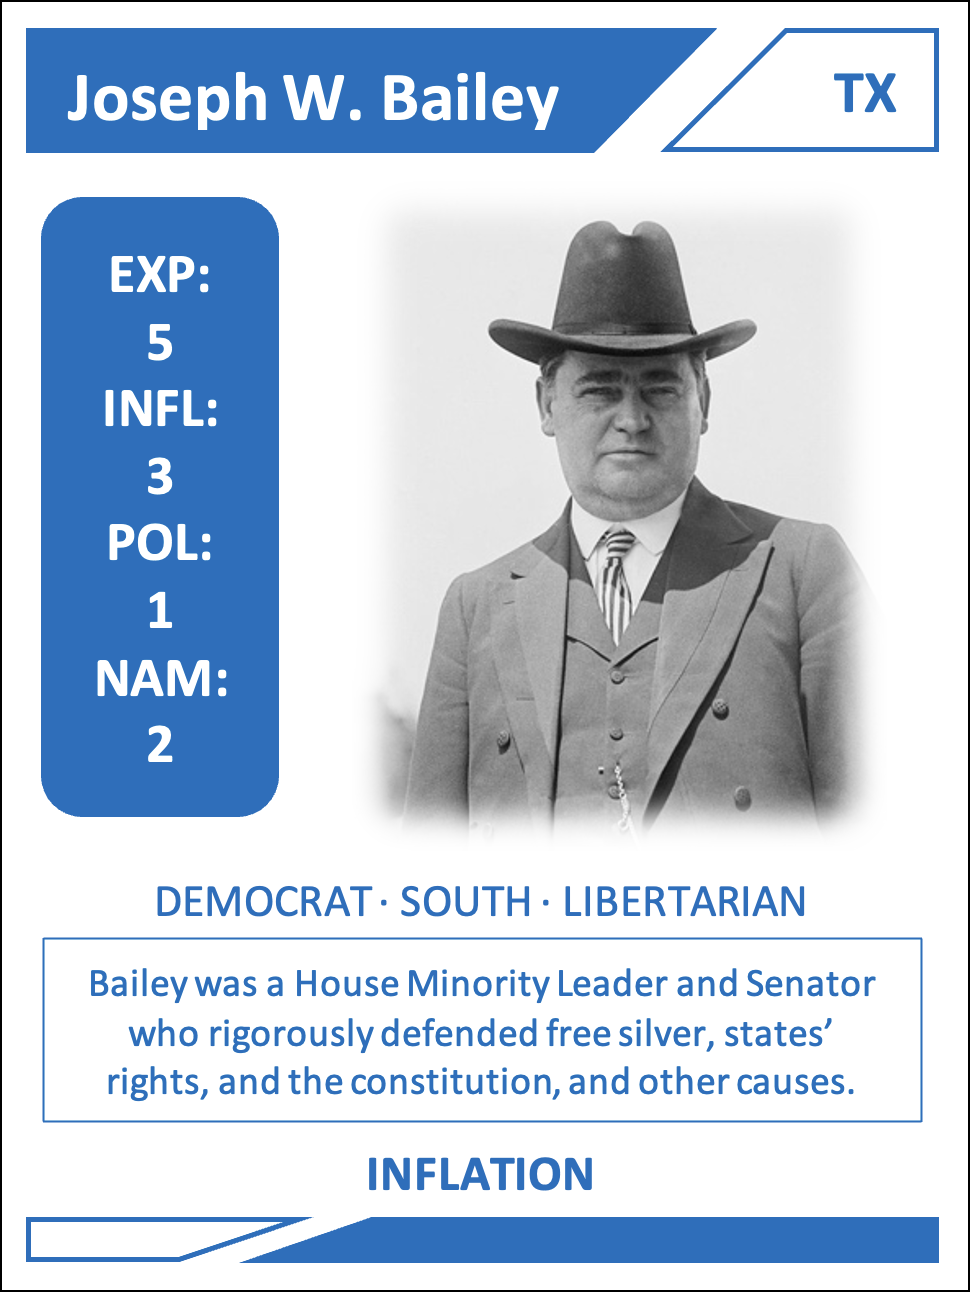 Joseph W. Bailey
TX
EXP:
5
INFL:
3
POL:
1
NAM:
2
DEMOCRAT · SOUTH · LIBERTARIAN
Bailey was a House Minority Leader and Senator
who rigorously defended free silver, states’
rights, and the constitution, and other causes.
INFLATION